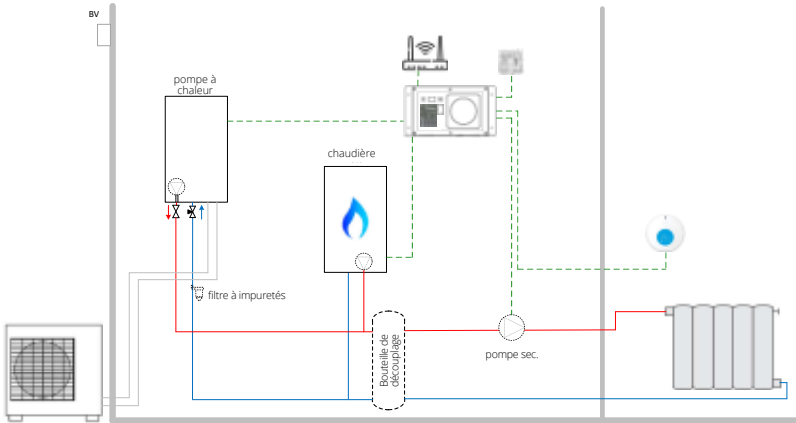 BV
pompe à
chaleur
chaudière
filtre à impuretés
Bouteille de
découplage
pompe sec.